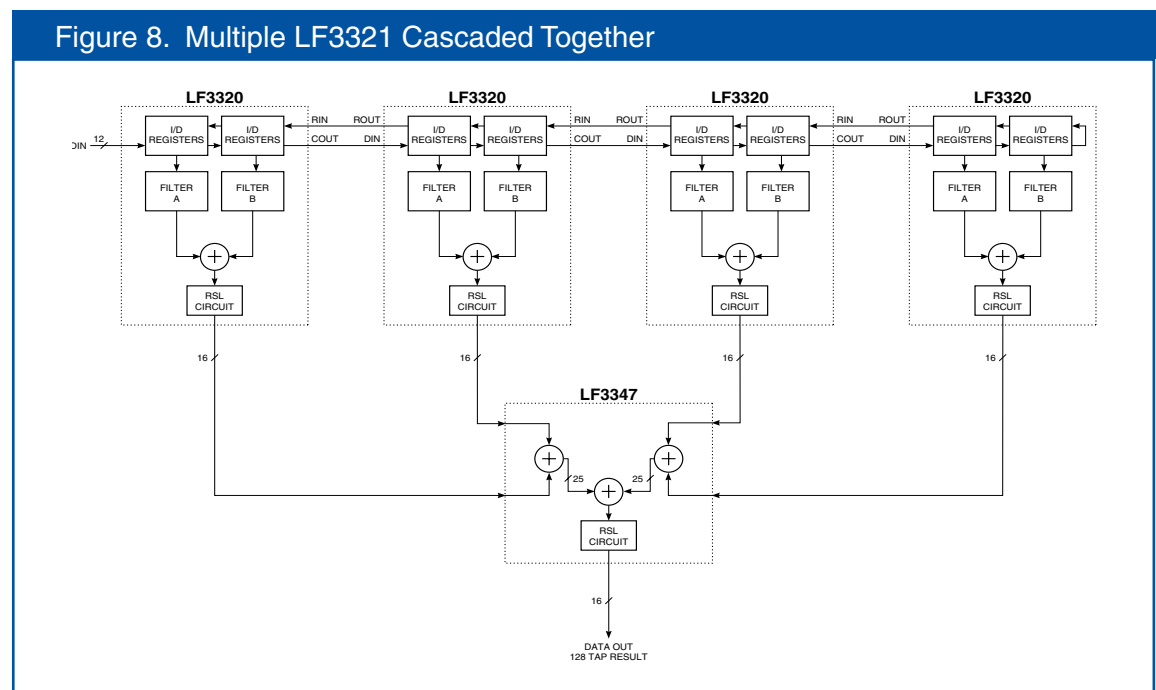 Figure 8. Multiple LF3321 Cascaded Together
LF3320
LF3320
LF3320
LF3320
DIN
12
I/D
REGISTERS
I/D
REGISTERS
RIN
ROUT
COUT
DIN
I/D
REGISTERS
I/D
REGISTERS
RIN
ROUT
COUT
DIN
I/D
REGISTERS
I/D
REGISTERS
RIN
ROUT
COUT
DIN
I/D
REGISTERS
I/D
REGISTERS
FILTER
A
FILTER
B
FILTER
A
FILTER
B
FILTER
A
FILTER
B
FILTER
A
FILTER
B
RSL
CIRCUIT
RSL
CIRCUIT
RSL
CIRCUIT
RSL
CIRCUIT
16
16
16
16
LF3347
25
25
RSL
CIRCUIT
16
DATA OUT
128 TAP RESULT